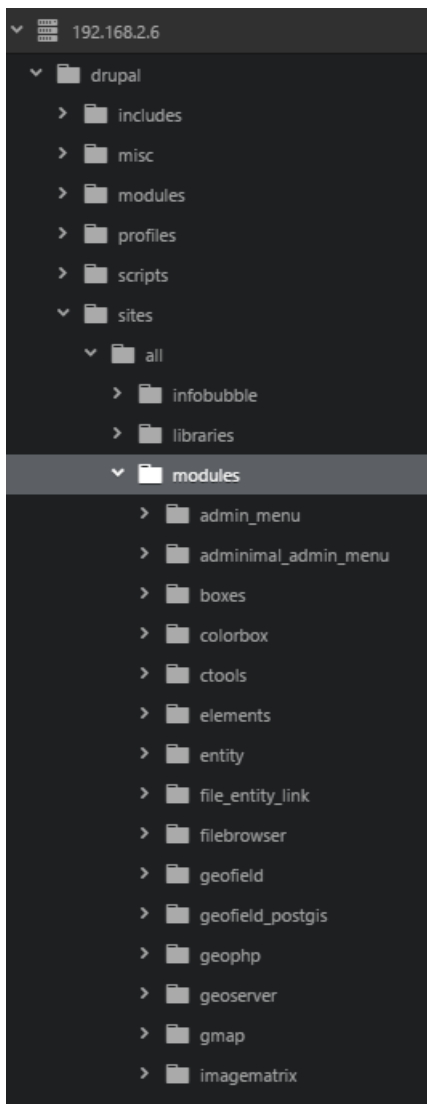 192.168.2.6
drupal
includes
misc
modules
profiles
scripts
sites
all
infobubble
libraries
modules
admin_menu
adminimal_admin_menu
boxes
colorbox
ctools
elements
entity
file_entity_link
filebrowser
geofield
geofield_postgis
geophp
geoserver
gmap
imagematrix